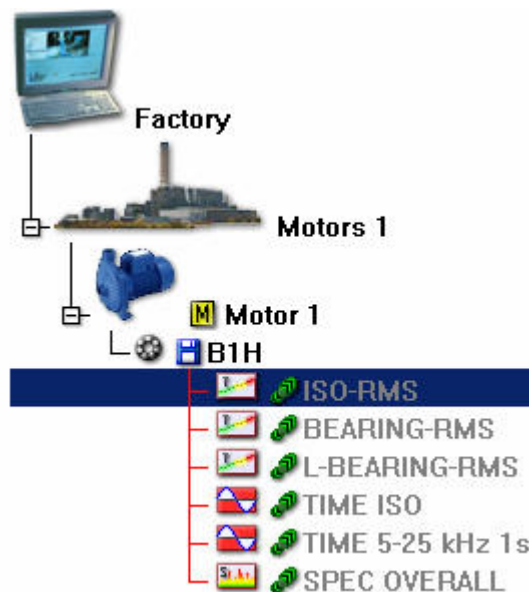 Factory
Motors 1
M Motor 1
B1H
ISO-RMS
BEARING-RMS
L-BEARING-RMS
TIME ISO
TIME 5-25 kHz 1s
SPEC OVERALL